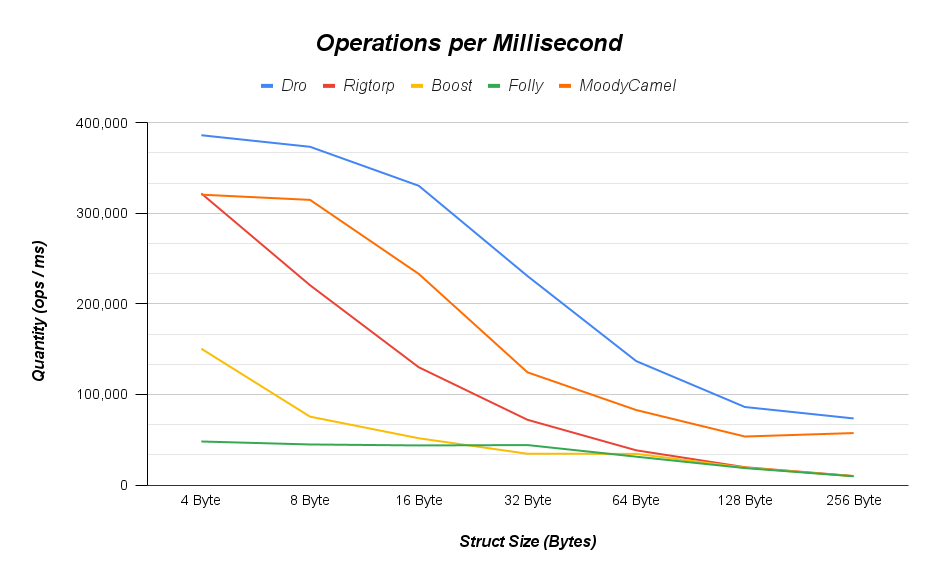 Operations per Millisecond
Dro Rigtorp Boost Folly MoodyCamel
400,000
300,000
200,000
100,000
0
Quantity (ops / ms)
4 Byte 8 Byte 16 Byte 32 Byte 64 Byte 128 Byte 256 Byte
Struct Size (Bytes)